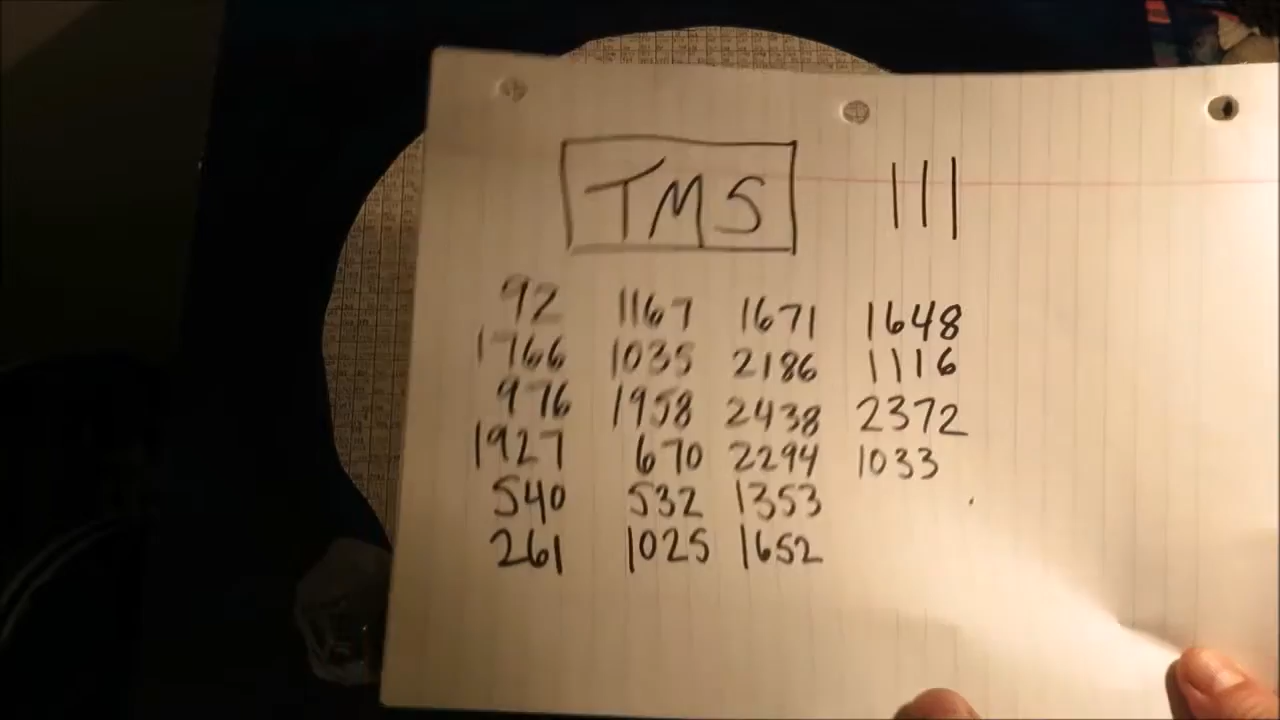 TMS |||
92 1167 1671 1648
1766 1035 2186 1116
976 1958 2438 2372
1927 670 2294 1033
540 532 1353
261 1025 1652